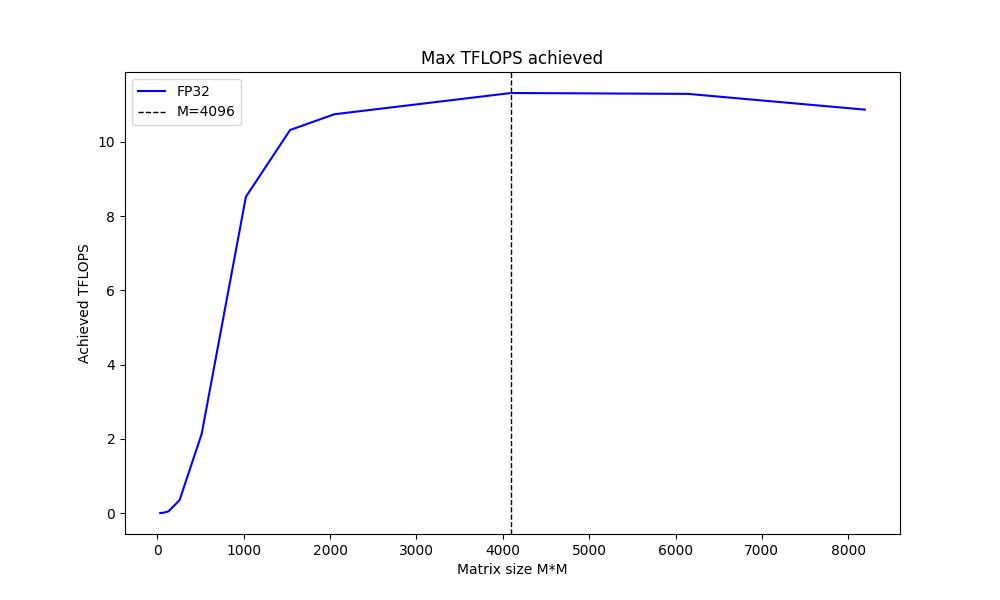 Max TFLOPS achieved
FP32
M=4096
10
8
6
4
2
0
Achieved TFLOPS
0 1000 2000 3000 4000 5000 6000 7000 8000
Matrix size M*M